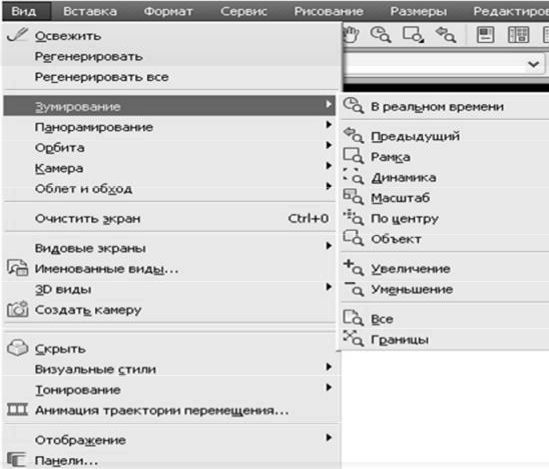 Вид Вставка Формат Сервис Рисование Размеры Редактиров
Освежить
Регенерировать
Регенерировать все
Зумирование
Панорамирование
Орбита
Камера
Облет и обход
Очистить экран Ctrl+0
Видовые экраны
Именованные виды...
3D виды
Создать камеру
Скрыть
Визуальные стили
Тонирование
Анимация траектории перемещения...
Отображение
Панели...
В реальном времени
Предыдущий
Рамка
Динамика
Масштаб
По центру
Объект
Увеличение
Уменьшение
Все
Границы